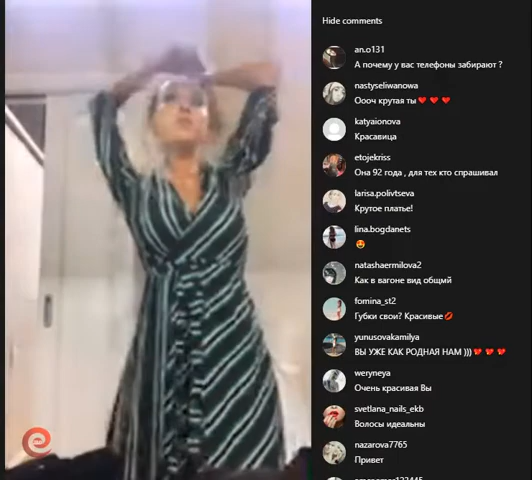 Hide comments
an.o131
А почему у вас телефоны забирают ?
nastyseliwanowa
Оооч крутая ты❤️ ❤️ ❤️
katyaionova
Красавица
etojekriss
Она 92 года , для тех кто спрашивал
larisa.polivtseva
Крутое платье!
lina.bogdanets
🤩
natashaermilova2
Как в вагоне вид общмй
fomina_st2
Губки свои? Красивые💋
yunusovakamilya
ВЫ УЖЕ КАК РОДНАЯ НАМ )))💘 💘 💘
weryneya
Очень красивая Вы
svetlana_nails_ekb
Волосы идеальны
nazarova7765
Привет